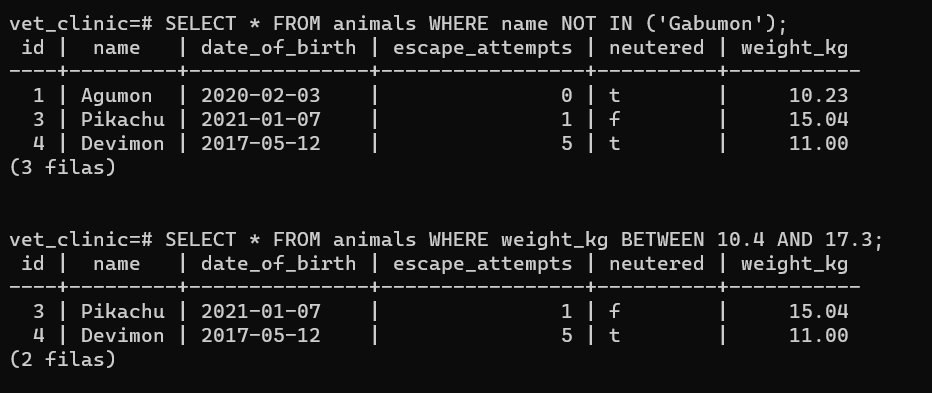 vet_clinic=# SELECT * FROM animals WHERE name NOT IN ('Gabumon');
 id |  name   | date_of_birth | escape_attempts | neutered | weight_kg
----+---------+---------------+-----------------+----------+-----------
  1 | Agumon  | 2020-02-03    |               0 | t        |     10.23
  3 | Pikachu | 2021-01-07    |               1 | f        |     15.04
  4 | Devimon | 2017-05-12    |               5 | t        |     11.00
(3 filas)
vet_clinic=# SELECT * FROM animals WHERE weight_kg BETWEEN 10.4 AND 17.3;
 id |  name   | date_of_birth | escape_attempts | neutered | weight_kg
----+---------+---------------+-----------------+----------+-----------
  3 | Pikachu | 2021-01-07    |               1 | f        |     15.04
  4 | Devimon | 2017-05-12    |               5 | t        |     11.00
(2 filas)